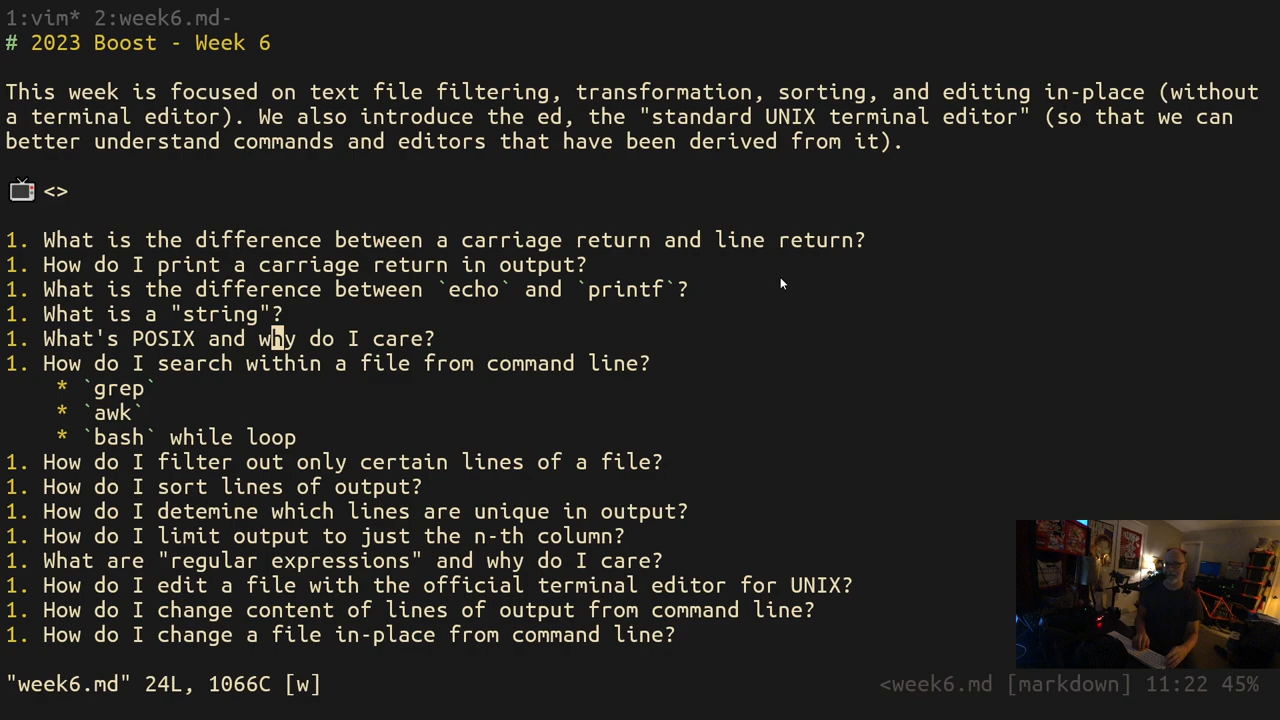 1:vim* 2:week6.md-
# 2023 Boost - Week 6
This week is focused on text file filtering, transformation, sorting, and editing in-place (without
a terminal editor). We also introduce the ed, the "standard UNIX terminal editor" (so that we can
better understand commands and editors that have been derived from it).
📺 <>
1. What is the difference between a carriage return and line return?
1. How do I print a carriage return in output?
1. What is the difference between `echo` and `printf`?
1. What is a "string"?
1. What's POSIX and why do I care?
1. How do I search within a file from command line?
* `grep`
* `awk`
* `bash` while loop
1. How do I filter out only certain lines of a file?
1. How do I sort lines of output?
1. How do I detemine which lines are unique in output?
1. How do I limit output to just the n-th column?
1. What are "regular expressions" and why do I care?
1. How do I edit a file with the official terminal editor for UNIX?
1. How do I change content of lines of output from command line?
1. How do I change a file in-place from command line?
"week6.md" 24L, 1066C [w] <week6.md [markdown] 11:22 45%